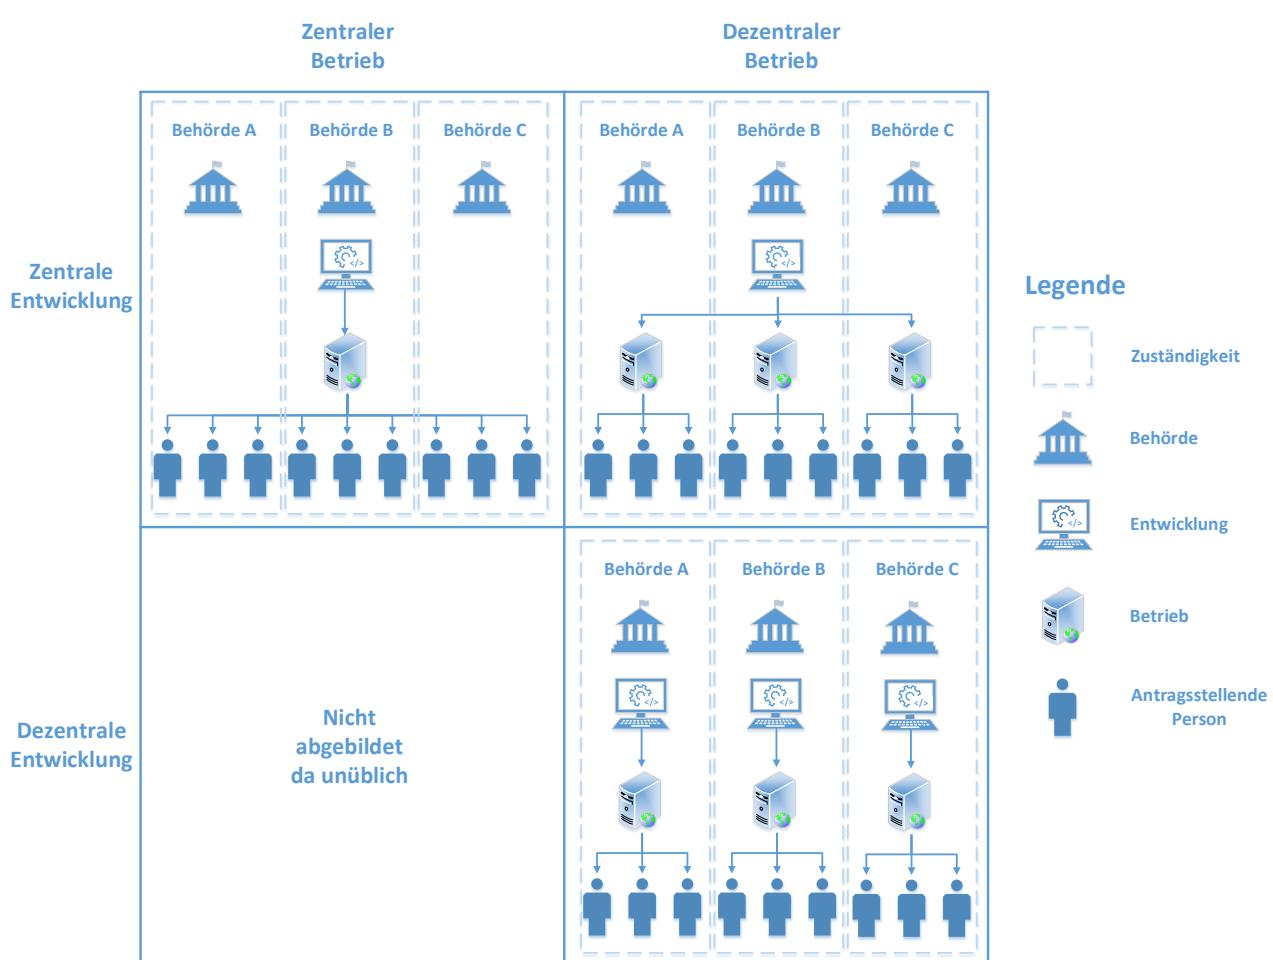 Zentraler
Betrieb
Dezentraler
Betrieb
Zentrale
Entwicklung
Behörde A
Behörde B
Behörde C
Behörde A
Behörde B
Behörde C
Legende
Zuständigkeit
Behörde
Entwicklung
Betrieb
Antragsstellende
Person
Dezentrale
Entwicklung
Nicht
abgebildet
da unüblich
Behörde A
Behörde B
Behörde C